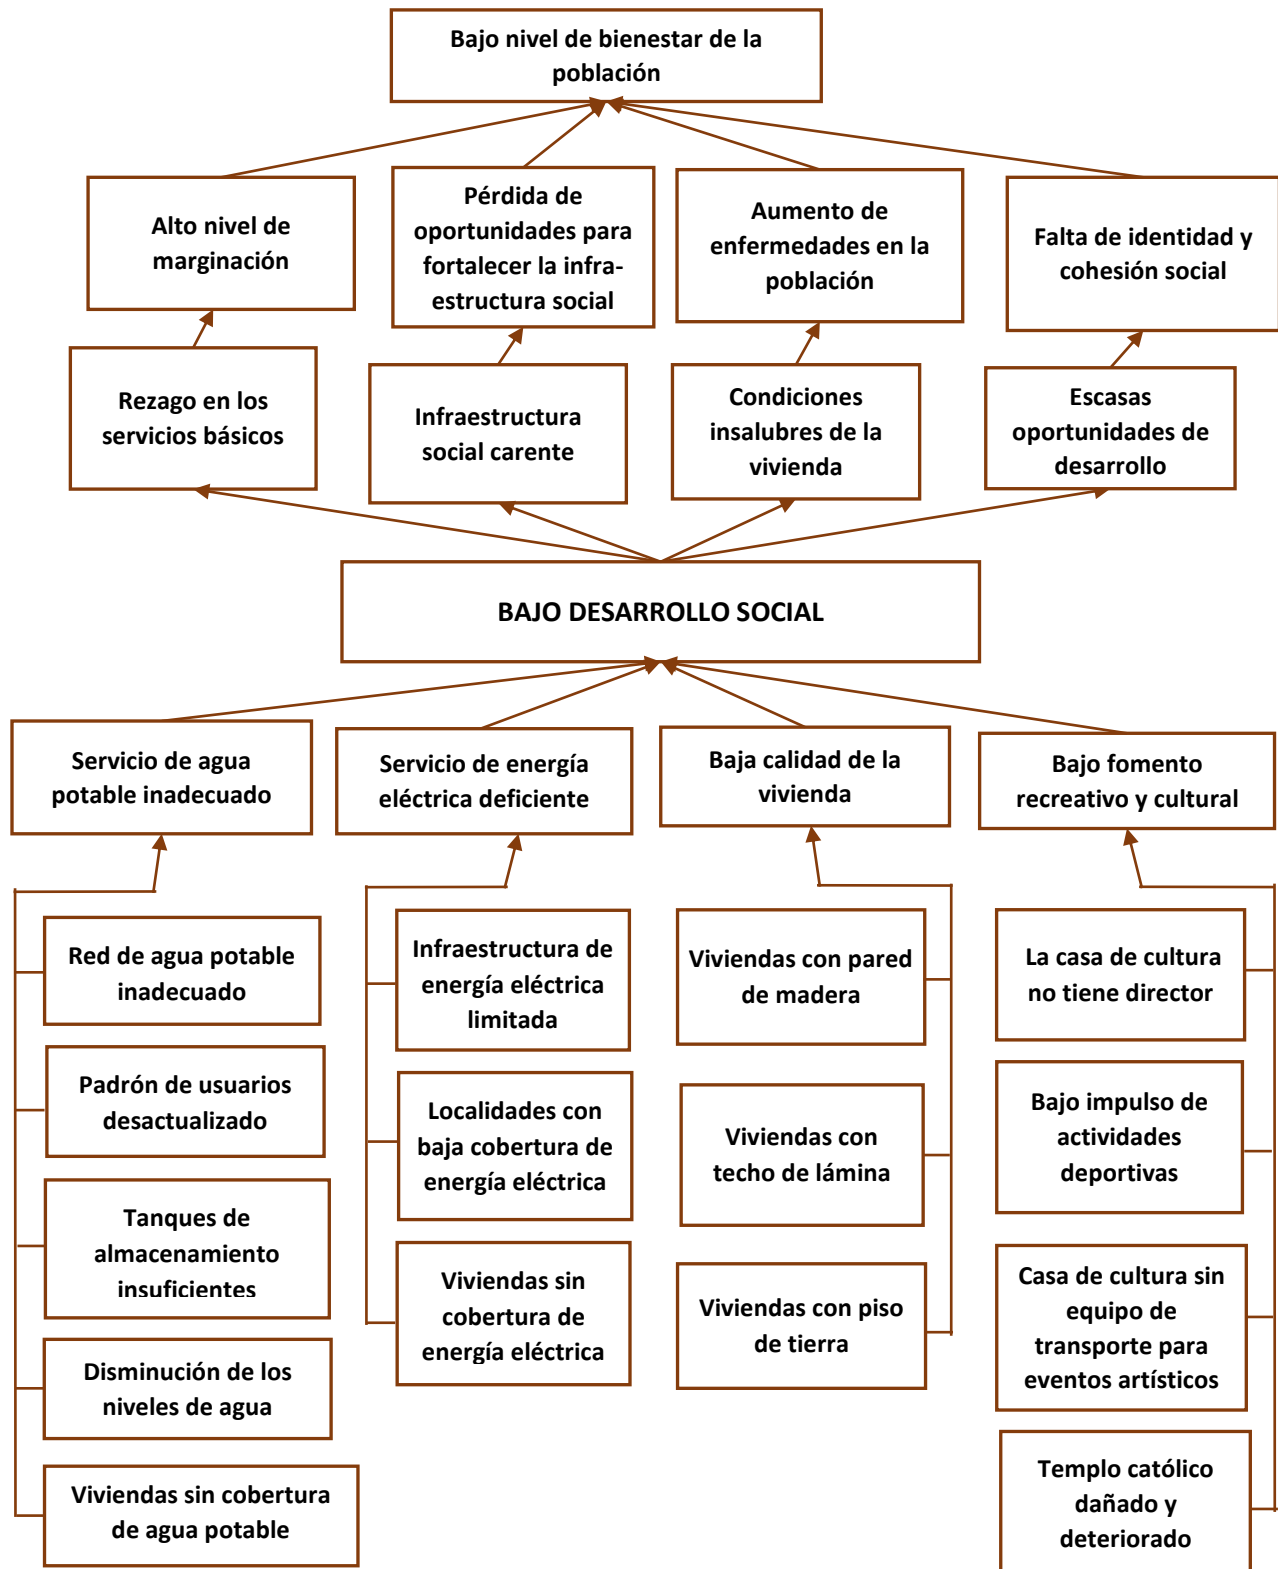 Bajo nivel de bienestar de la
población
Alto nivel de
marginación
Pérdida de
oportunidades para
fortalecer la infra-
estructura social
Aumento de
enfermedades en la
población
Falta de identidad y
cohesión social
Rezago en los
servicios básicos
Infraestructura
social carente
Condiciones
insalubres de la
vivienda
Escasas
oportunidades de
desarrollo
BAJO DESARROLLO SOCIAL
Servicio de agua
potable inadecuado
Servicio de energía
eléctrica deficiente
Baja calidad de la
vivienda
Bajo fomento
recreativo y cultural
Red de agua potable
inadecuado
Padrón de usuarios
desactualizado
Tanques de
almacenamiento
insuficientes
Disminución de los
niveles de agua
Viviendas sin cobertura
de agua potable
Infraestructura de
energía eléctrica
limitada
Localidades con
baja cobertura de
energía eléctrica
Viviendas sin
cobertura de
energía eléctrica
Viviendas con pared
de madera
Viviendas con
techo de lámina
Viviendas con piso
de tierra
La casa de cultura
no tiene director
Bajo impulso de
actividades
deportivas
Casa de cultura sin
equipo de
transporte para
eventos artísticos
Templo católico
dañado y
deteriorado